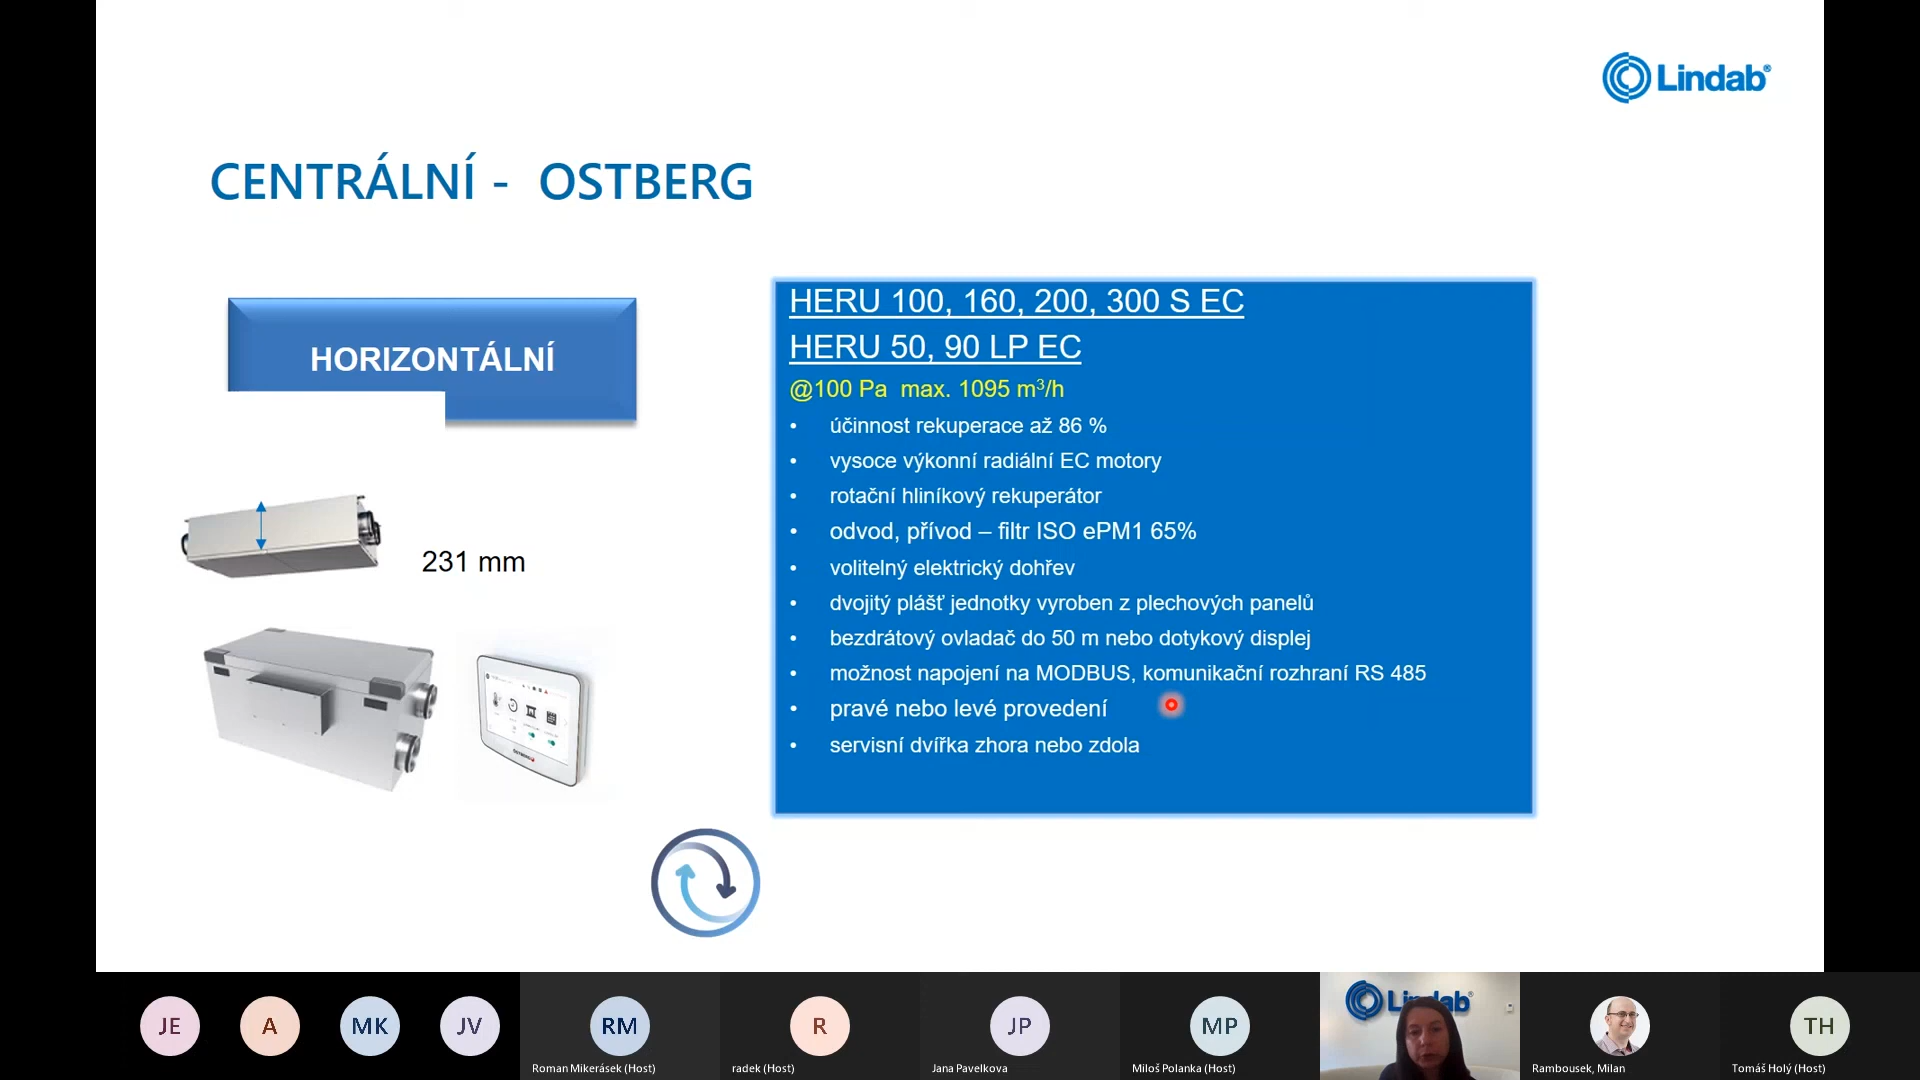 Lindab®
CENTRÁLNÍ - OSTBERG
HORIZONTÁLNÍ
231 mm
OSTBERG
HERU 100, 160, 200, 300 S EC
HERU 50, 90 LP EC
@100 Pa max. 1095 m³/h
• účinnost rekuperace až 86 %
• vysoce výkonní radiální EC motory
• rotační hliníkový rekuperátor
• odvod, přívod – filtr ISO ePM1 65%
• volitelný elektrický dohřev
• dvojitý plášť jednotky vyroben z plechových panelů
• bezdrátový ovladač do 50 m nebo dotykový displej
• možnost napojení na MODBUS, komunikační rozhraní RS 485
• pravé nebo levé provedení
• servisní dvířka zhora nebo zdola
JE
A
MK
JV
RM
Roman Mikerásek (Host)
R
radek (Host)
JP
Jana Pavelkova
MP
Miloš Polanka (Host)
Lindab
Rambousek, Milan
TH
Tomáš Holý (Host)